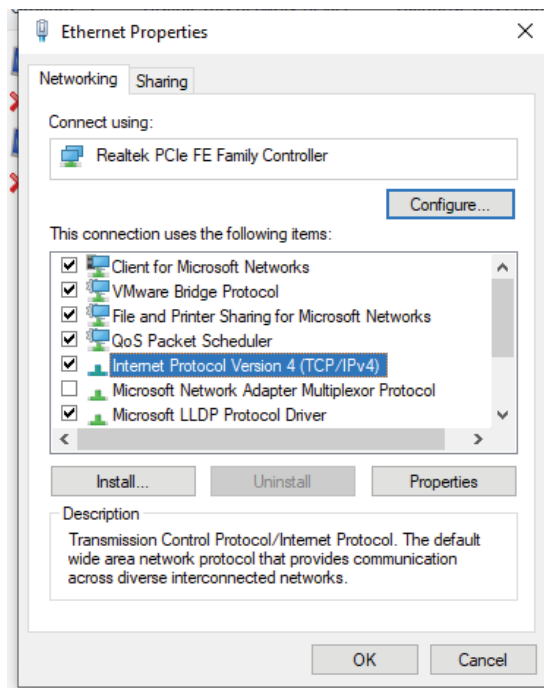 Ethernet Properties
Networking
Sharing
Connect using:
Realtek PCIe FE Family Controller
Configure...
This connection uses the following items:
Client for Microsoft Networks
VMware Bridge Protocol
File and Printer Sharing for Microsoft Networks
QoS Packet Scheduler
Internet Protocol Version 4 (TCP/IPv4)
Microsoft Network Adapter Multiplexor Protocol
Microsoft LLDP Protocol Driver
Install...
Uninstall
Properties
Description
Transmission Control Protocol/Internet Protocol. The default
wide area network protocol that provides communication
across diverse interconnected networks.
OK
Cancel